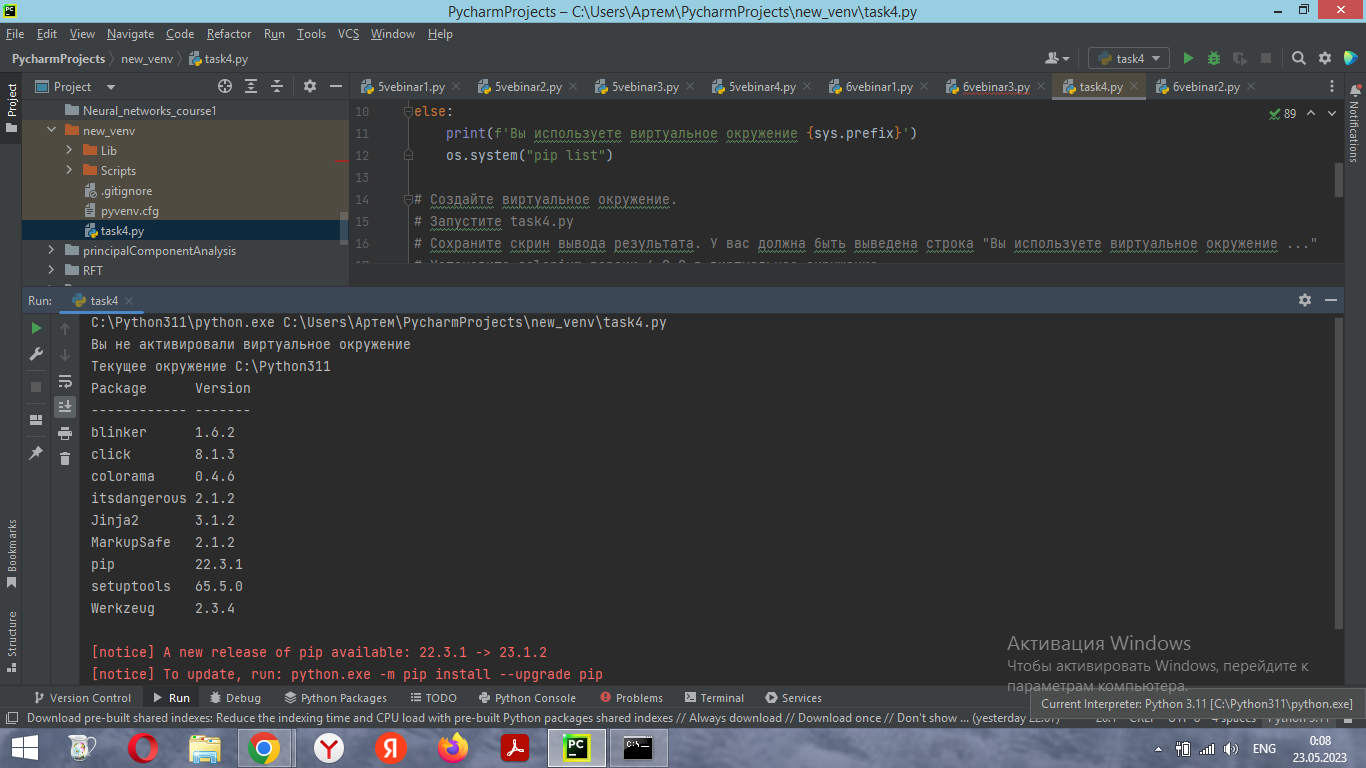 PycharmProjects – C:\Users\Артем\PycharmProjects\new_venv\task4.py
File Edit View Navigate Code Refactor Run Tools VCS Window Help
PycharmProjects new_venv task4.py
task4
Project
5vebinar1.py 5vebinar2.py 5vebinar3.py 5vebinar4.py 6vebinar1.py 6vebinar3.py task4.py 6vebinar2.py
Project
Notifications
Neural_networks_course1
new_venv
Lib
Scripts
.gitignore
pyvenv.cfg
task4.py
principalComponentAnalysis
RFT
89
10 else:
11 print(f'Вы используете виртуальное окружение {sys.prefix}')
12 os.system("pip list")
13
14 # Создайте виртуальное окружение.
15 # Запустите task4.py
16 # Сохраните скрин вывода результата. У вас должна быть выведена строка "Вы используете виртуальное окружение ..."
Run: task4
C:\Python311\python.exe C:\Users\Артем\PycharmProjects\new_venv\task4.py
Вы не активировали виртуальное окружение
Текущее окружение C:\Python311
Package Version
------------ -------
blinker 1.6.2
click 8.1.3
colorama 0.4.6
itsdangerous 2.1.2
Jinja2 3.1.2
MarkupSafe 2.1.2
pip 22.3.1
setuptools 65.5.0
Werkzeug 2.3.4
[notice] A new release of pip available: 22.3.1 -> 23.1.2
[notice] To update, run: python.exe -m pip install --upgrade pip
Bookmarks
Structure
Активация Windows
Чтобы активировать Windows, перейдите к
параметрам компьютера.
Version Control Run Debug Python Packages TODO Python Console Problems Terminal Services
Current Interpreter: Python 3.11 [C:\Python311\python.exe]
Download pre-built shared indexes: Reduce the indexing time and CPU load with pre-built Python packages shared indexes // Always download // Download once // Don't show ... (yesterday 22:07)
ENG
0:08
23.05.2023